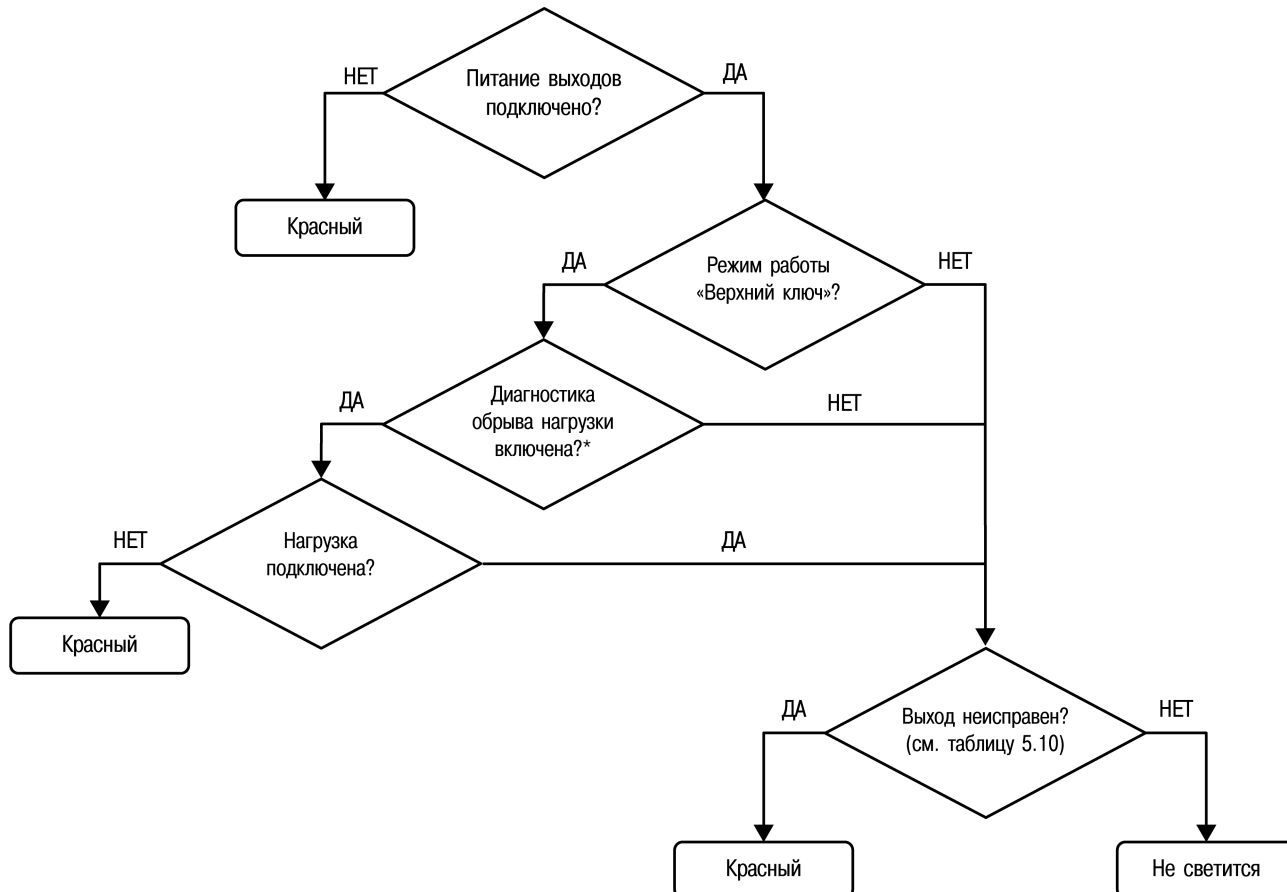 НЕТ
Питание выходов
подключено?
ДА
Красный
ДА
Режим работы
«Верхний ключ»?
НЕТ
ДА
Диагностика
обрыва нагрузки
включена?*
НЕТ
НЕТ
Нагрузка
подключена?
ДА
Красный
ДА
Выход неисправен?
(см. таблицу 5.10)
НЕТ
Красный
Не светится